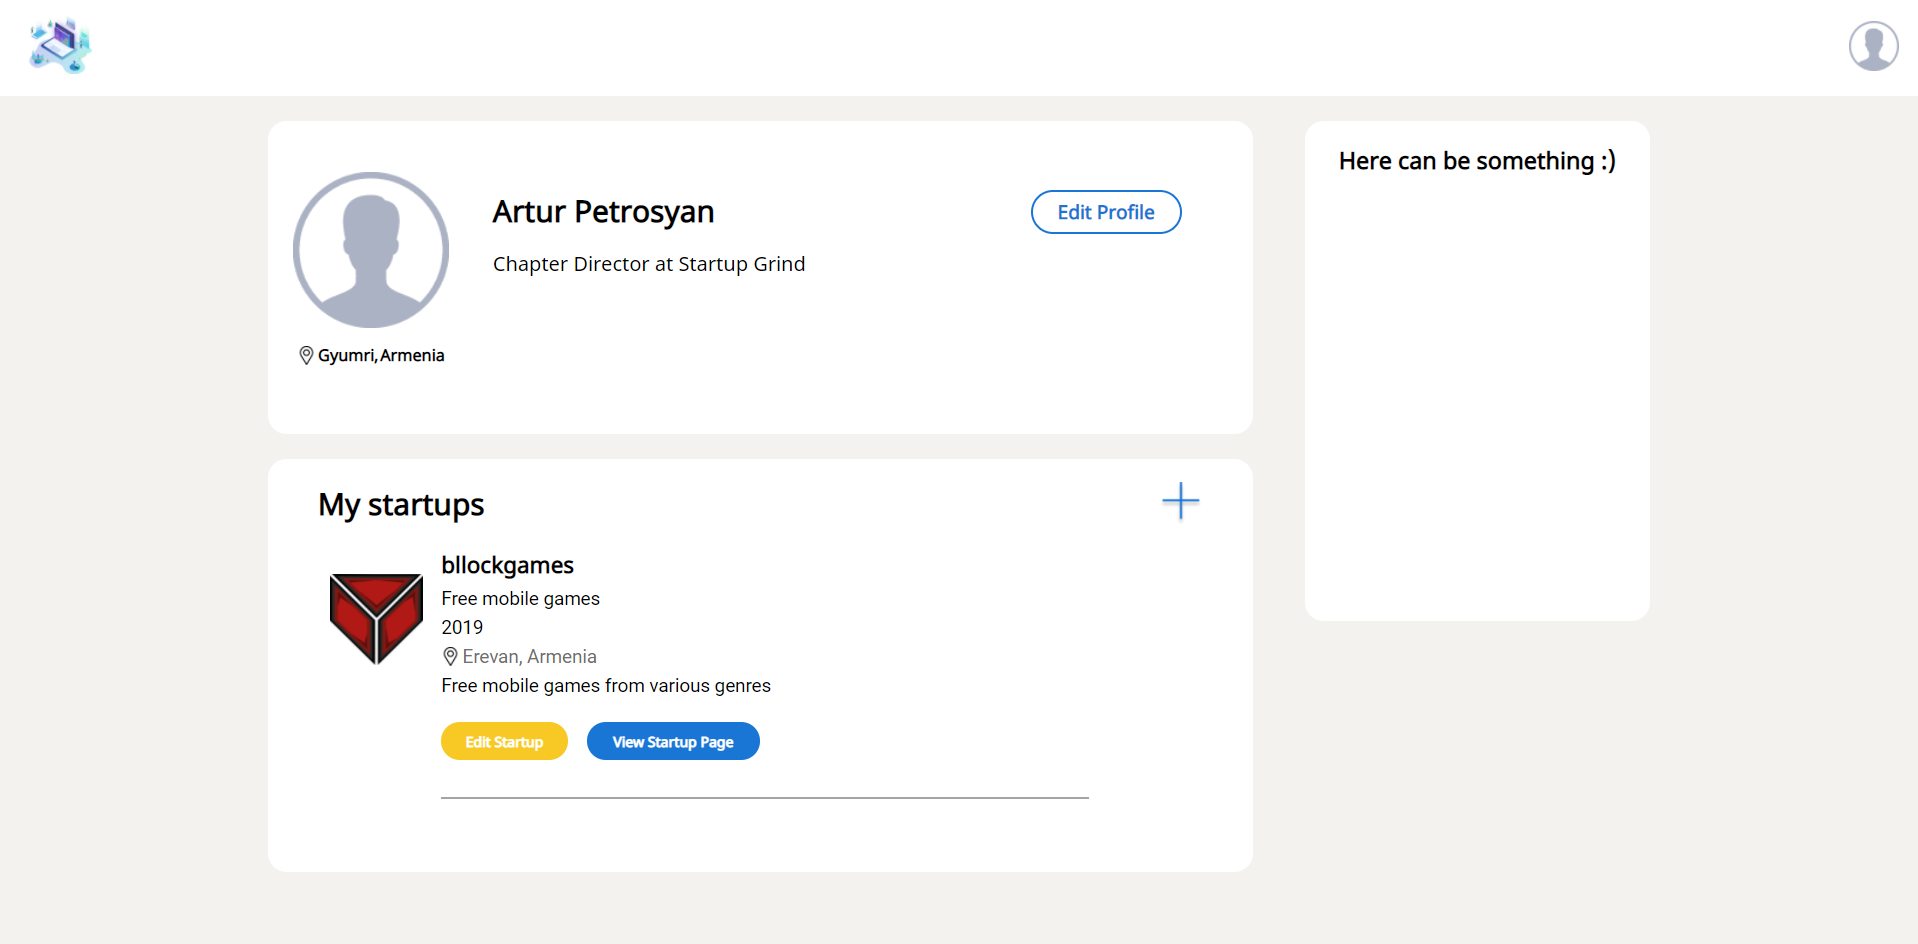 Artur Petrosyan
Edit Profile
Chapter Director at Startup Grind
Gyumri, Armenia
Here can be something :)
My startups
bllockgames
Free mobile games
2019
Erevan, Armenia
Free mobile games from various genres
Edit Startup
View Startup Page